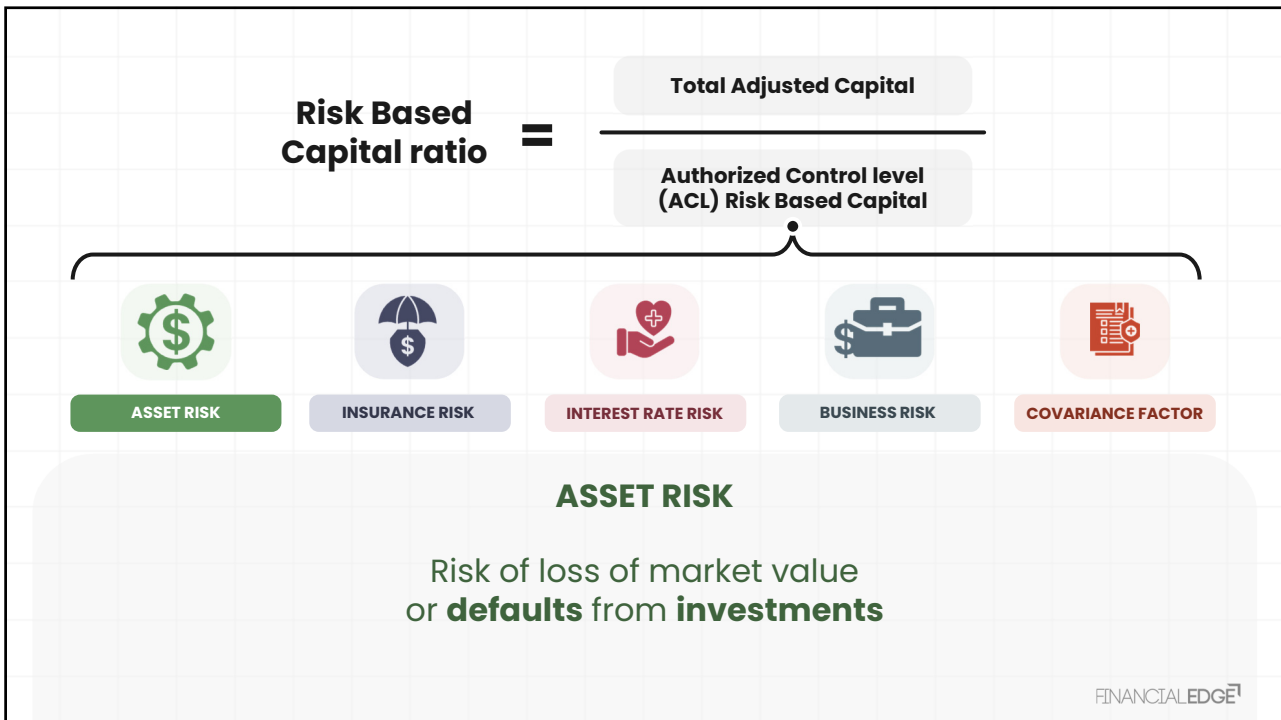 Risk Based
Capital ratio
=
Total Adjusted Capital
Authorized Control level
(ACL) Risk Based Capital
$
$
$
ASSET RISK
INSURANCE RISK
INTEREST RATE RISK
BUSINESS RISK
COVARIANCE FACTOR
ASSET RISK
Risk of loss of market value
or defaults from investments
FINANCIALEDGE